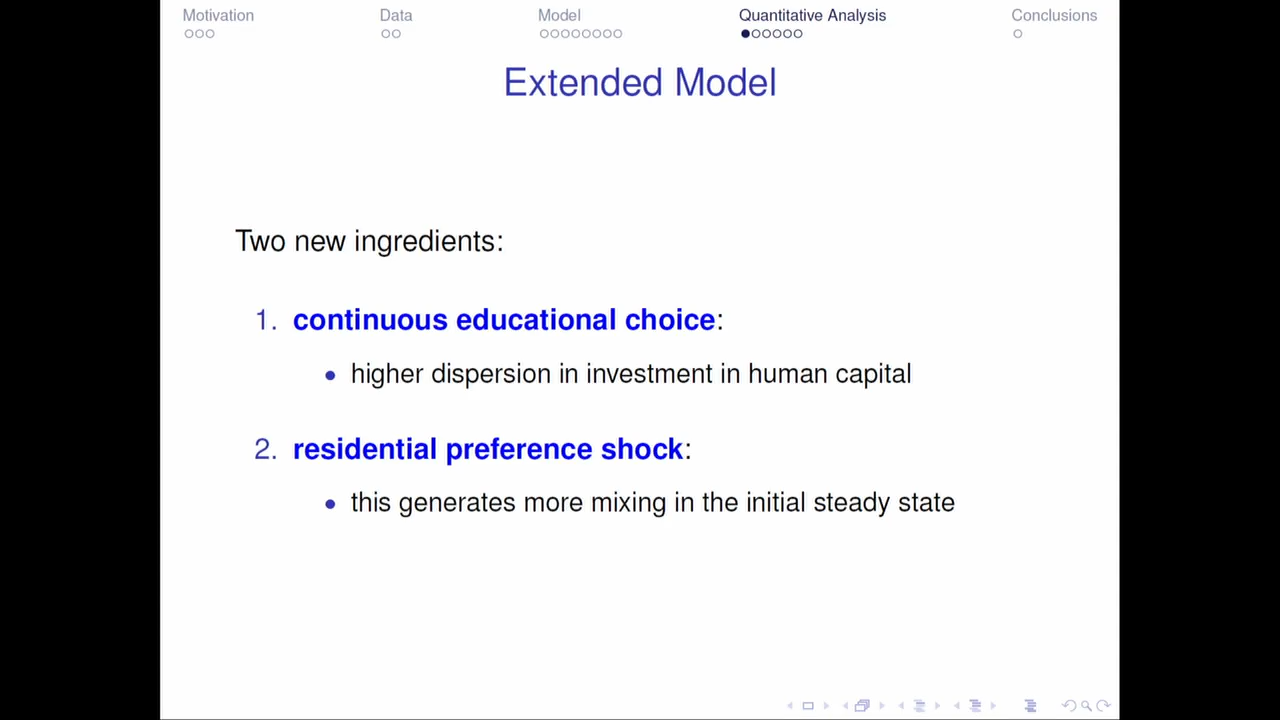 Motivation Data Model Quantitative Analysis Conclusions
Extended Model
Two new ingredients:
1. continuous educational choice:
• higher dispersion in investment in human capital
2. residential preference shock:
• this generates more mixing in the initial steady state